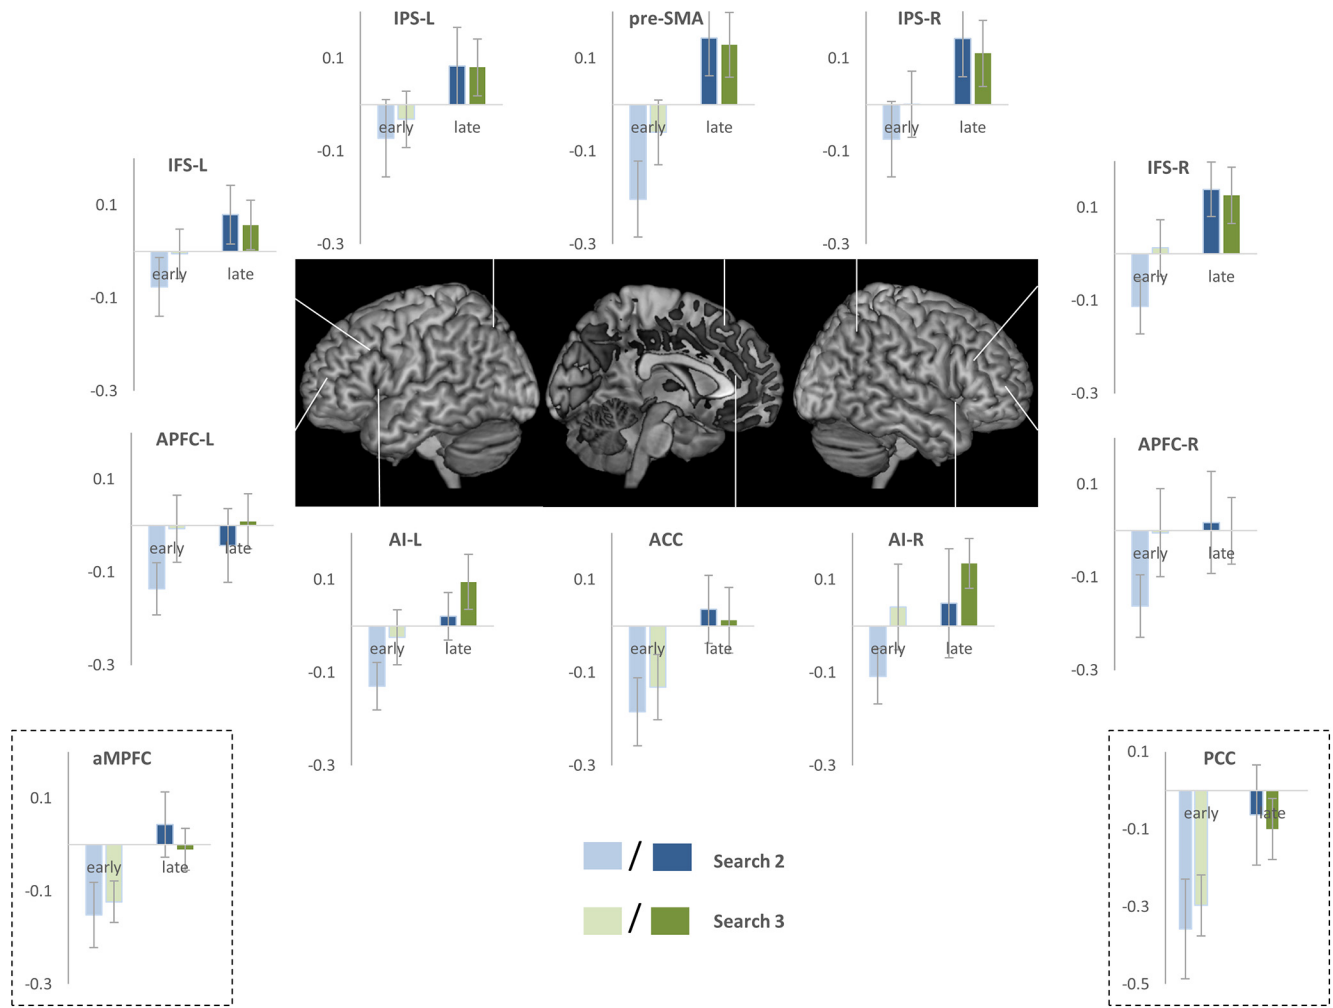 IPS-L
0.1
-0.1
-0.3
early
late
pre-SMA
0.1
-0.1
-0.3
early
late
IPS-R
0.1
-0.1
-0.3
early
late
IFS-L
0.1
-0.1
-0.3
early
late
IFS-R
0.1
-0.1
-0.3
early
late
APFC-L
0.1
-0.1
-0.3
early
late
APFC-R
0.1
-0.1
-0.3
early
late
AI-L
0.1
-0.1
-0.3
early
late
ACC
0.1
-0.1
-0.3
early
late
AI-R
0.1
-0.1
-0.3
early
late
aMPFC
0.1
-0.1
-0.3
early
late
PCC
0.1
-0.1
-0.3
-0.5
early
late
/ Search 2
/ Search 3